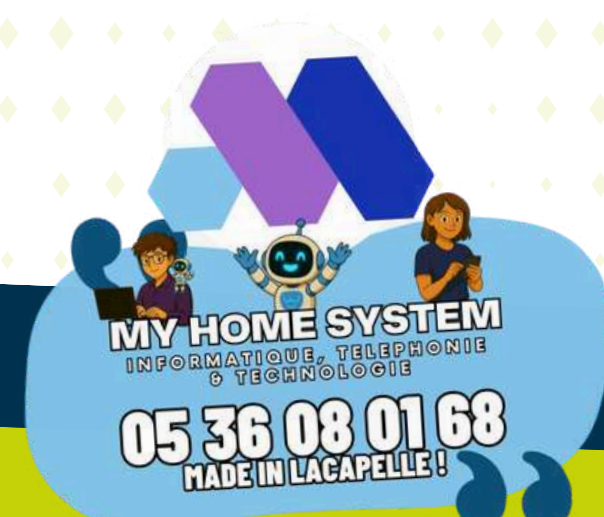 MY HOME SYSTEM
INFORMATIQUE, TELEPHONIE
& TECHNOLOGIE
05 36 08 01 68
MADE IN LACAPELLE !